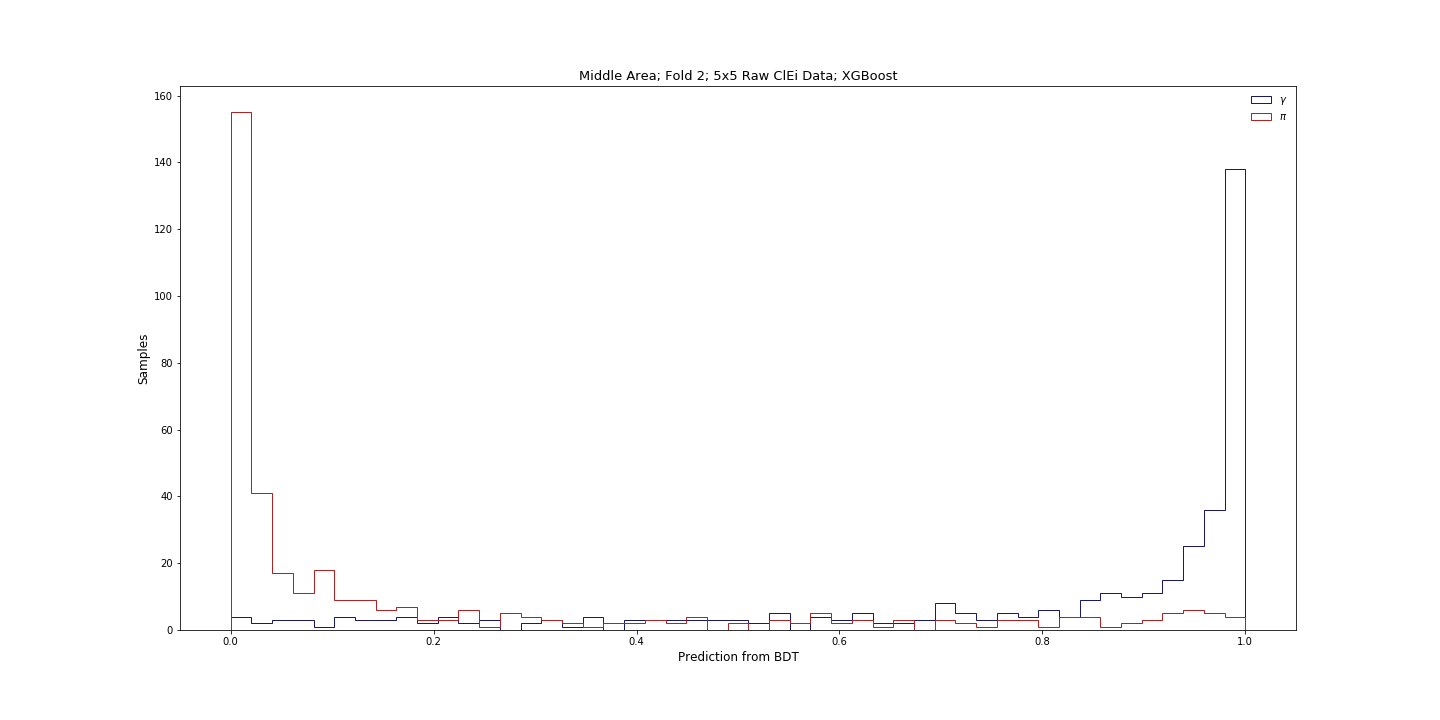 Middle Area; Fold 2; 5x5 Raw ClEi Data; XGBoost
γ
π
160
140
120
100
80
60
40
20
0
Samples
0.0 0.2 0.4 0.6 0.8 1.0
Prediction from BDT